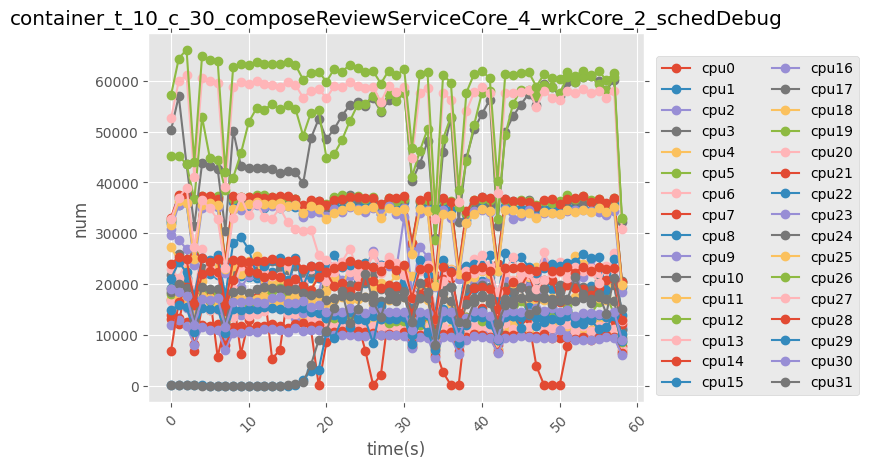 container_t_10_c_30_composeReviewServiceCore_4_wrkCore_2_schedDebug
num
60000
50000
40000
30000
20000
10000
0
0
10
20
30
40
50
60
time(s)
cpu0
cpu1
cpu2
cpu3
cpu4
cpu5
cpu6
cpu7
cpu8
cpu9
cpu10
cpu11
cpu12
cpu13
cpu14
cpu15
cpu16
cpu17
cpu18
cpu19
cpu20
cpu21
cpu22
cpu23
cpu24
cpu25
cpu26
cpu27
cpu28
cpu29
cpu30
cpu31